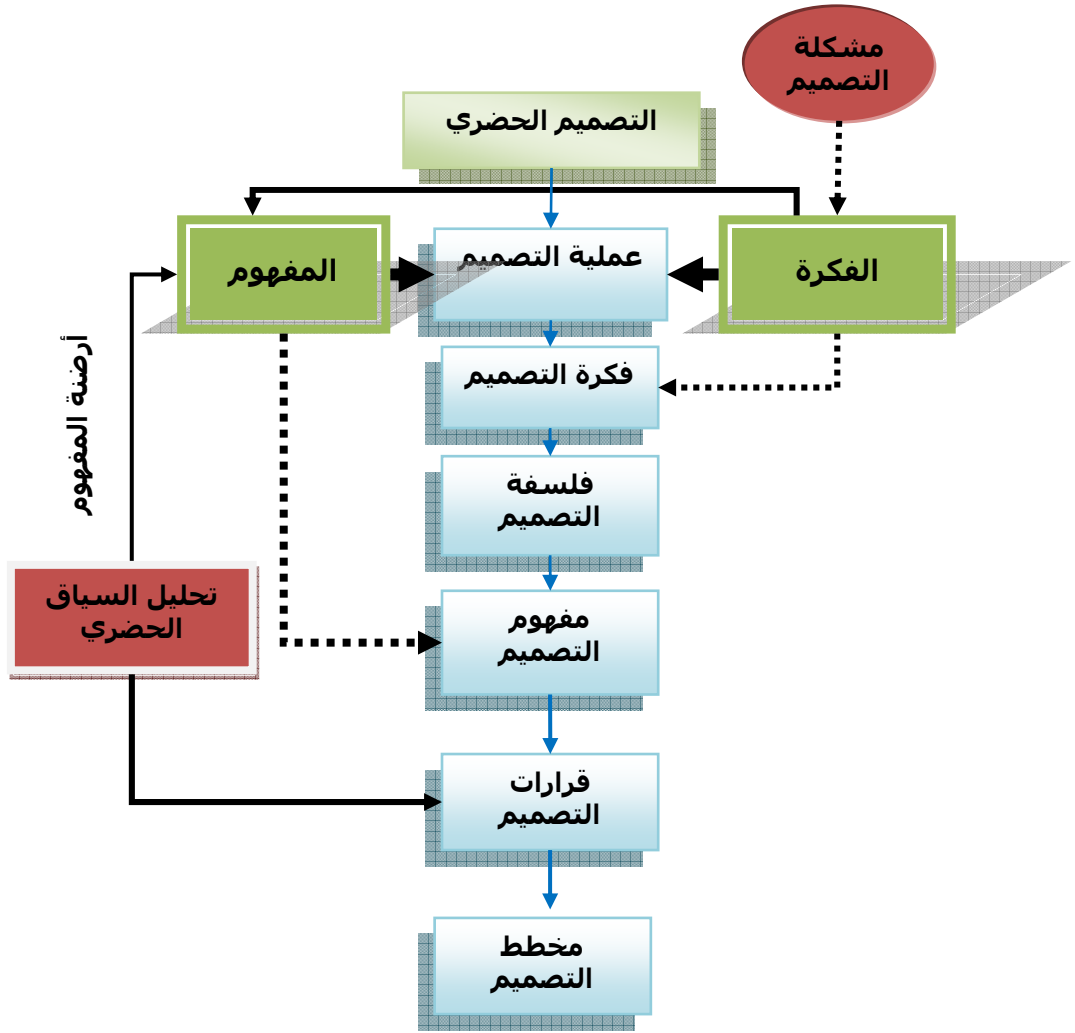 مشكلة
التصميم
التصميم الحضري
الفكرة
عملية التصميم
المفهوم
فكرة التصميم
أرضنة المفهوم
فلسفة
التصميم
تحليل السياق
الحضري
مفهوم
التصميم
قرارات
التصميم
مخطط
التصميم